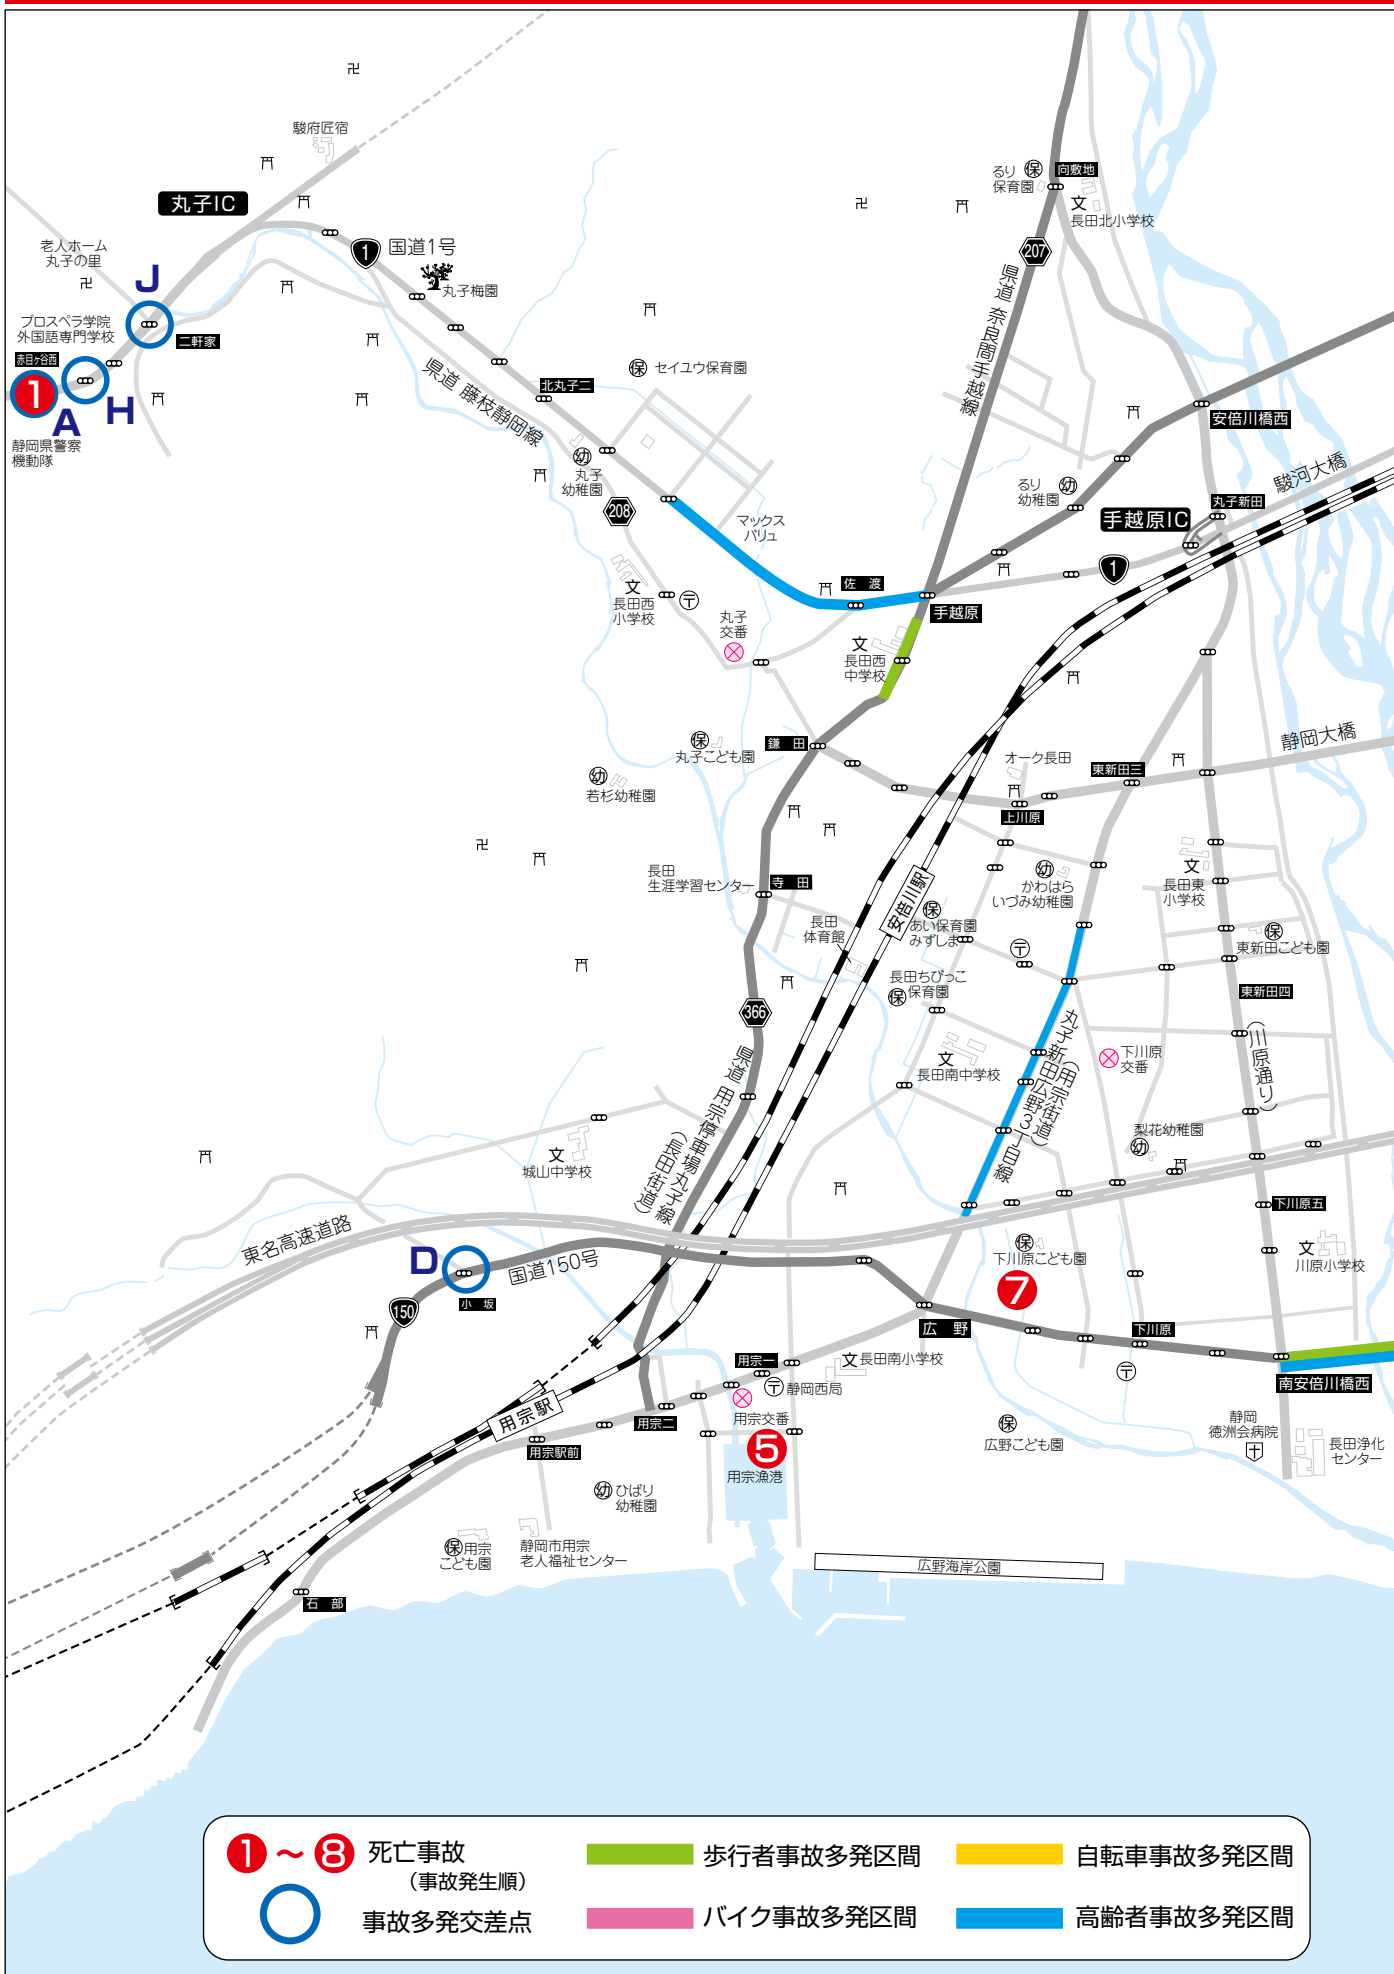 駿府匠宿
丸子IC
老人ホーム
丸子の里
J
1
国道1号
丸子梅園
プロスペラ学院
外国語専門学校
二軒家
赤目ヶ谷西
1
A
H
静岡県警察
機動隊
県道 藤枝静岡線
北丸子二
保
セイユウ保育園
幼
丸子
幼稚園
208
マックス
バリュ
文
長田西
小学校
〒
佐 渡
手越原
丸子
交番
文
長田西
中学校
るり
保育園
保
向敷地
文
長田北小学校
207
県道 奈良間手越線
安倍川橋西
るり
幼稚園
幼
手越原IC
丸子新田
駿河大橋
1
静岡大橋
保
丸子こども園
鎌 田
幼
若杉幼稚園
オーク長田
東新田三
上川原
長田
生涯学習センター
寺 田
長田
体育館
安倍川駅
保
あい保育園
みずしま
幼
かわはら
いづみ幼稚園
文
長田東
小学校
保
東新田こども園
〒
長田ちびっこ
保育園
保
東新田四
366
県道 用宗停車場丸子線
(長田街道)
文
長田南中学校
丸子新田広野3丁目線
(用宗街道)
下川原
交番
(川原通り)
梨花幼稚園
幼
文
城山中学校
東名高速道路
D
小 坂
国道150号
150
下川原五
保
下川原こども園
7
文
川原小学校
広 野
下川原
〒
南安倍川橋西
用宗一
文
長田南小学校
〒
静岡西局
用宗駅
用宗二
用宗交番
5
用宗漁港
用宗駅前
幼
ひばり
幼稚園
保
広野こども園
静岡
徳洲会病院
長田浄化
センター
保
用宗
こども園
静岡市用宗
老人福祉センター
広野海岸公園
石 部
1 ～ 8 死亡事故
(事故発生順)
事故多発交差点
歩行者事故多発区間
バイク事故多発区間
自転車事故多発区間
高齢者事故多発区間